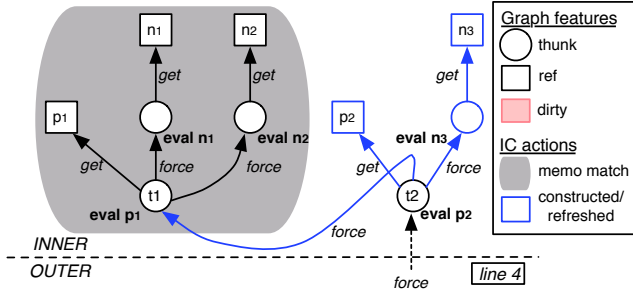 n1
n2
n3
Graph features
thunk
ref
dirty
IC actions
memo match
constructed/
refreshed
get
get
get
p1
p2
eval n1
eval n2
eval n3
get
force
force
get
force
t1
t2
eval p1
eval p2
force
INNER
OUTER
force
line 4